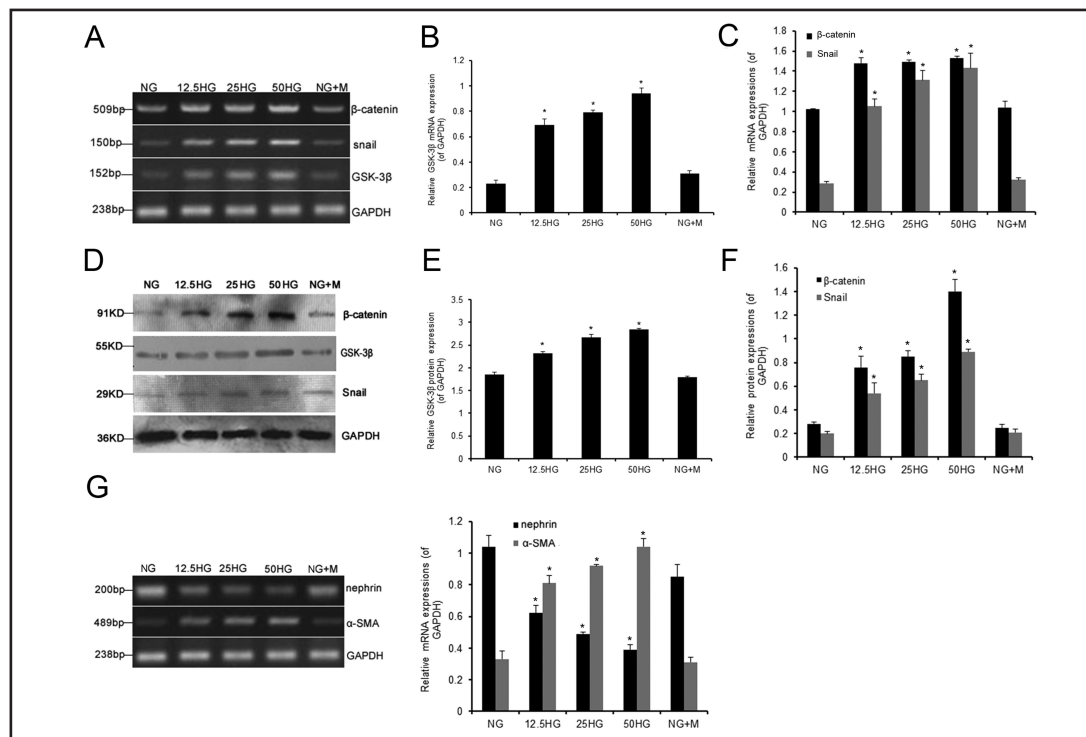 A
NG 12.5HG 25HG 50HG NG+M
509bp β-catenin
150bp snail
152bp GSK-3β
238bp GAPDH
B
Relative GSK-3β mRNA expression
(of GAPDH)
1.2
1
0.8
0.6
0.4
0.2
0
* * *
NG 12.5HG 25HG 50HG NG+M
C
Relative mRNA expressions (of
GAPDH)
β-catenin
Snail
1.8
1.6
1.4
1.2
1
0.8
0.6
0.4
0.2
0
* * * * * *
NG 12.5HG 25HG 50HG NG+M
D
NG 12.5HG 25HG 50HG NG+M
91KD β-catenin
55KD GSK-3β
29KD Snail
36KD GAPDH
E
Relative GSK-3β protein expression
(of GAPDH)
3.5
3
2.5
2
1.5
1
0.5
0
* * *
NG 12.5HG 25HG 50HG NG+M
F
Relative protein expressions (of
GAPDH)
β-catenin
Snail
1.6
1.4
1.2
1
0.8
0.6
0.4
0.2
0
* * * * * *
NG 12.5HG 25HG 50HG NG+M
G
NG 12.5HG 25HG 50HG NG+M
200bp nephrin
489bp α-SMA
238bp GAPDH
Relative mRNA expressions (of
GAPDH)
nephrin
α-SMA
1.2
1
0.8
0.6
0.4
0.2
0
* * * * * *
NG 12.5HG 25HG 50HG NG+M